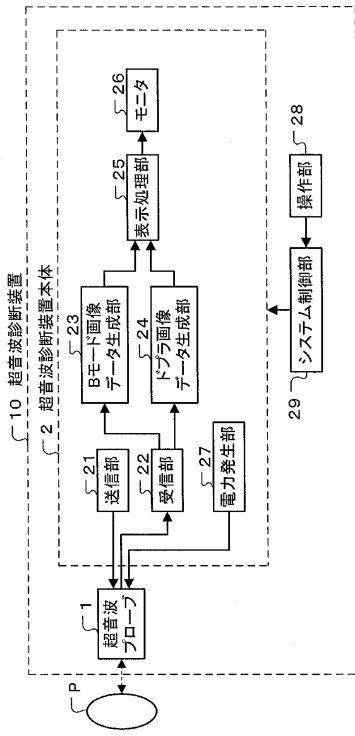 10 超音波診断装置
2 超音波診断装置本体
P
1
超音波
プローブ
21
送信部
22
受信部
23
Bモード画像
データ生成部
24
ドプラ画像
データ生成部
25
表示処理部
26
モニタ
27
電力発生部
28
操作部
システム制御部
29